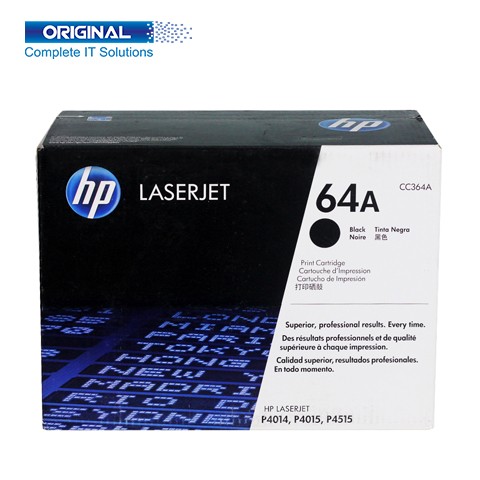 ORIGINAL
Complete IT Solutions
hp
hp
LASERJET
64A
CC364A
Black Tinta Negra
Noire 黑色
Print Cartridge
Cartouche d'Impression
Cartucho de Impresión
打印硒鼓
Superior, professional results. Every time.
Des résultats professionnels et de qualité
supérieure à chaque impression.
Calidad superior, resultados profesionales.
En todo momento.
HP LASERJET
P4014, P4015, P4515